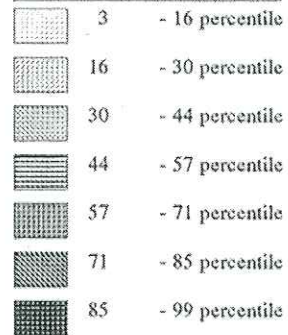 3 - 16 percentile
16 - 30 percentile
30 - 44 percentile
44 - 57 percentile
57 - 71 percentile
71 - 85 percentile
85 - 99 percentile